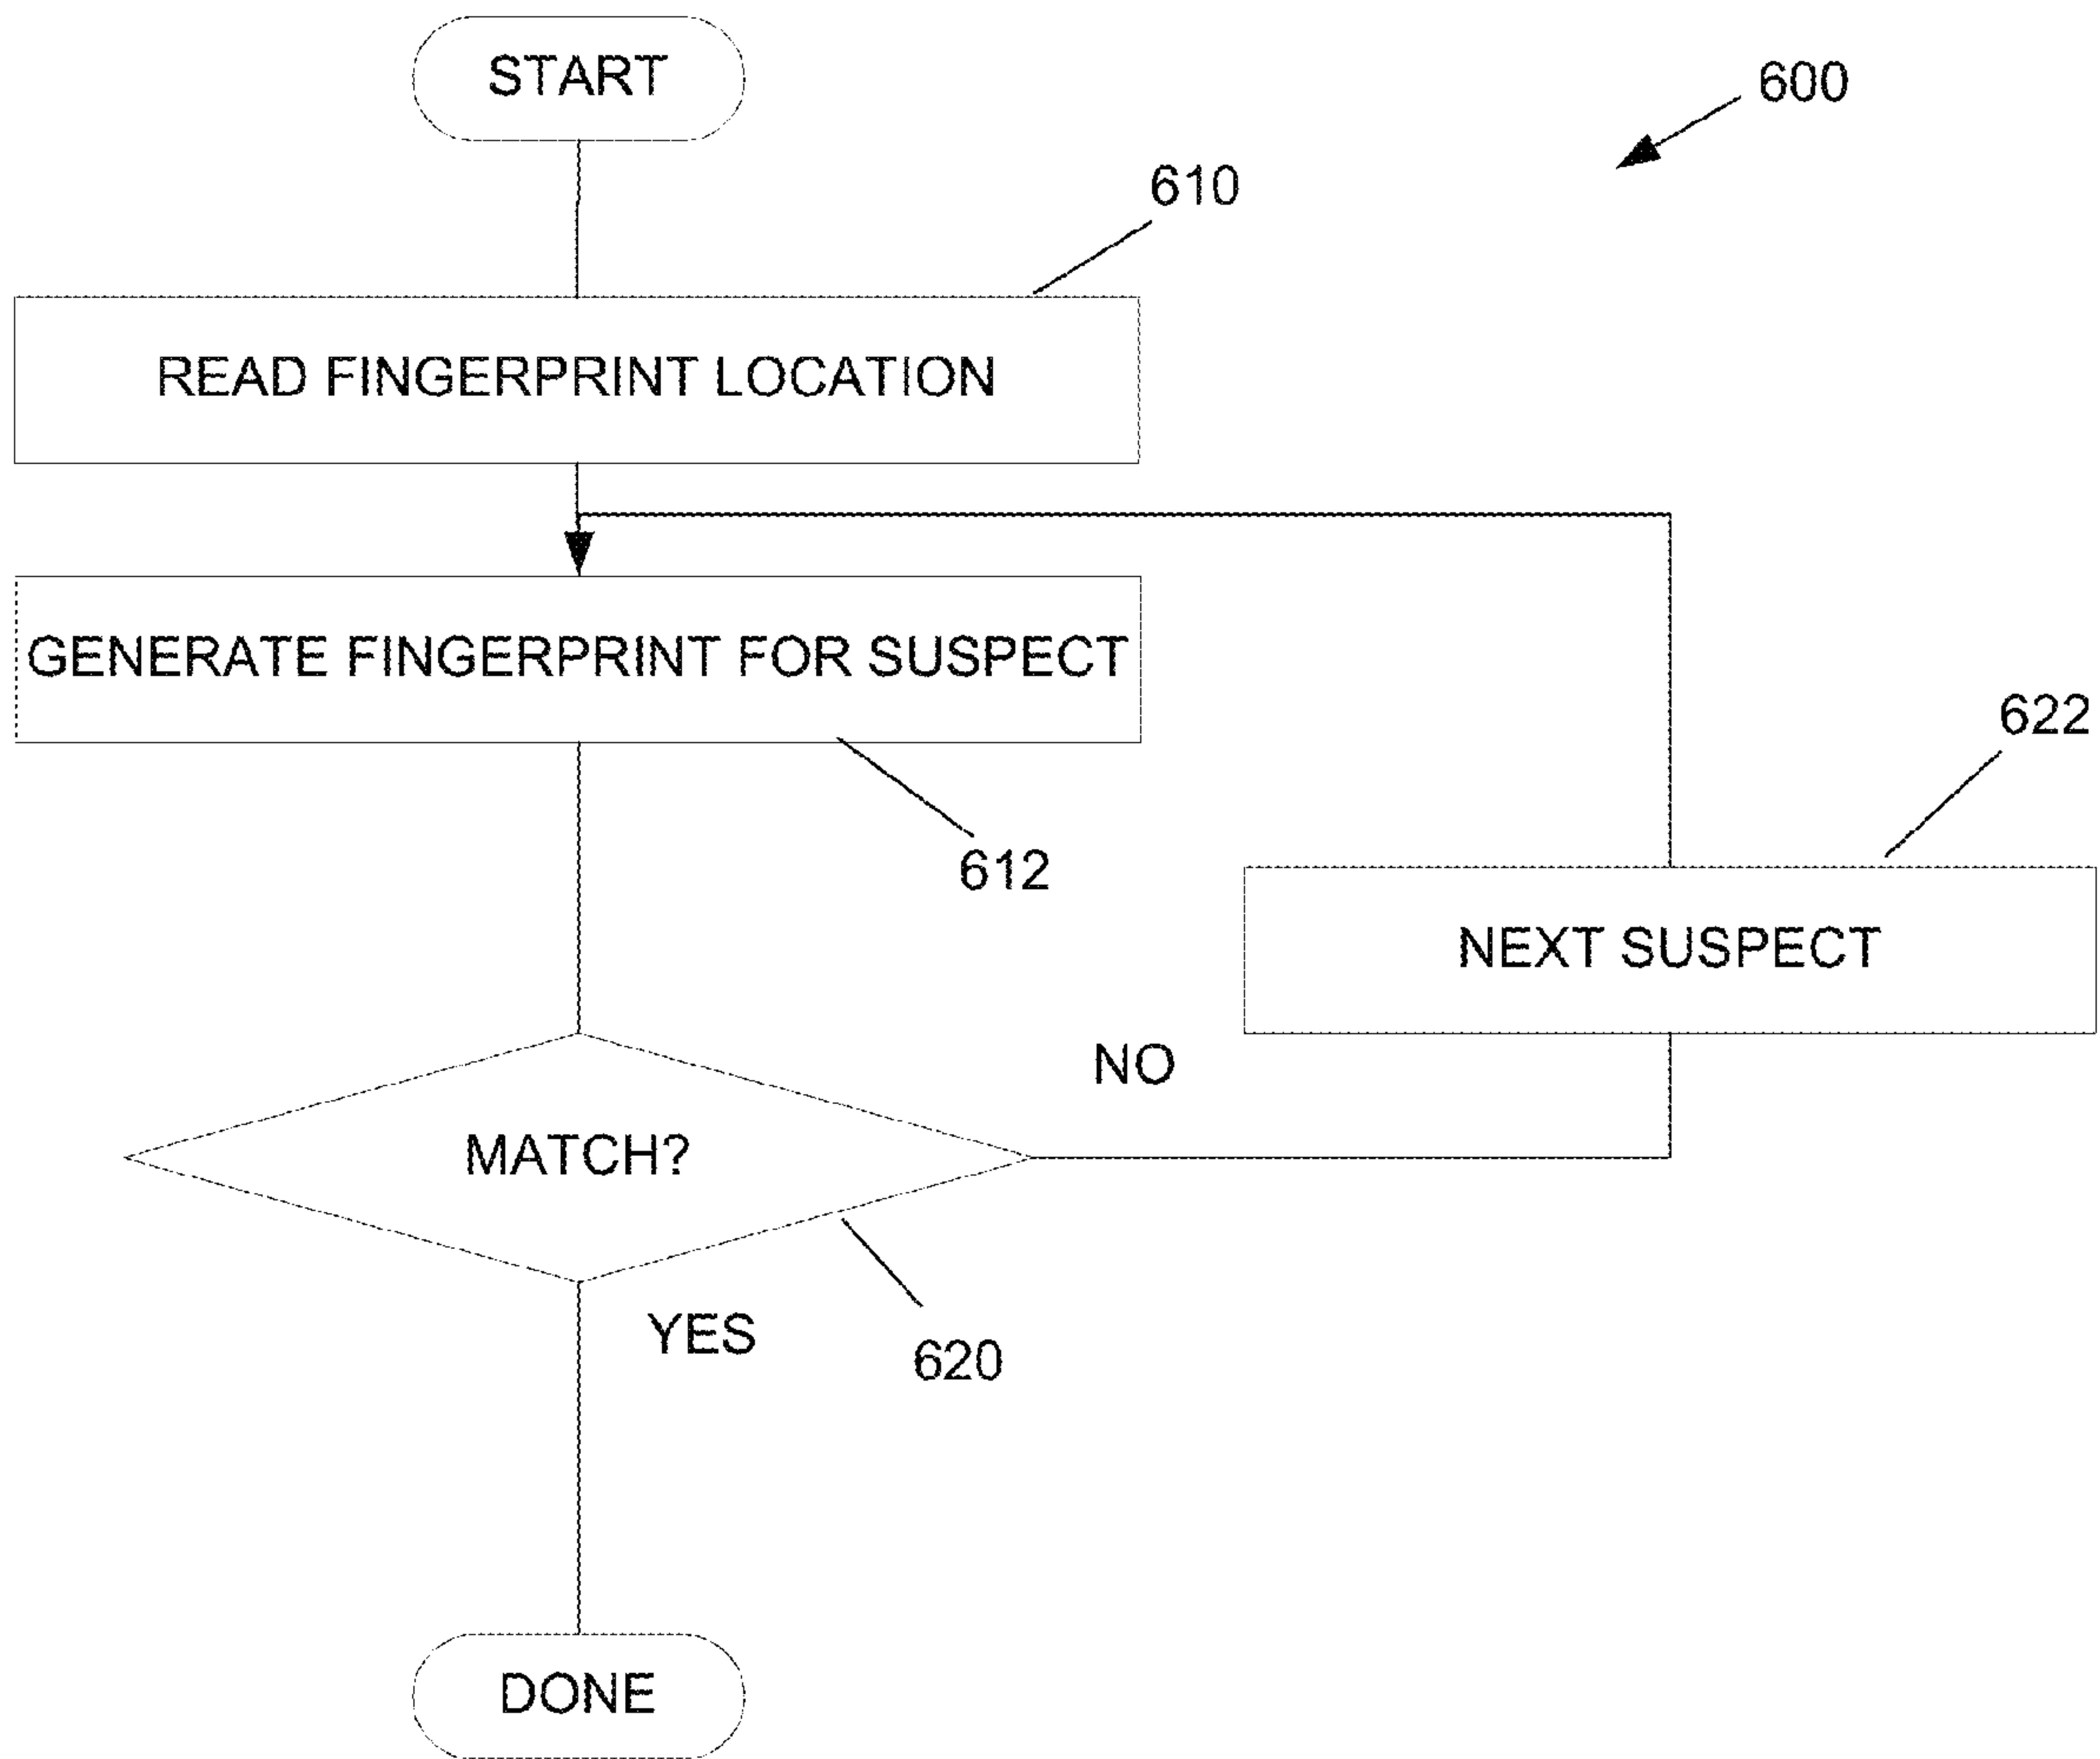 START
600
610
READ FINGERPRINT LOCATION
GENERATE FINGERPRINT FOR SUSPECT
622
612
NEXT SUSPECT
NO
MATCH?
YES
620
DONE